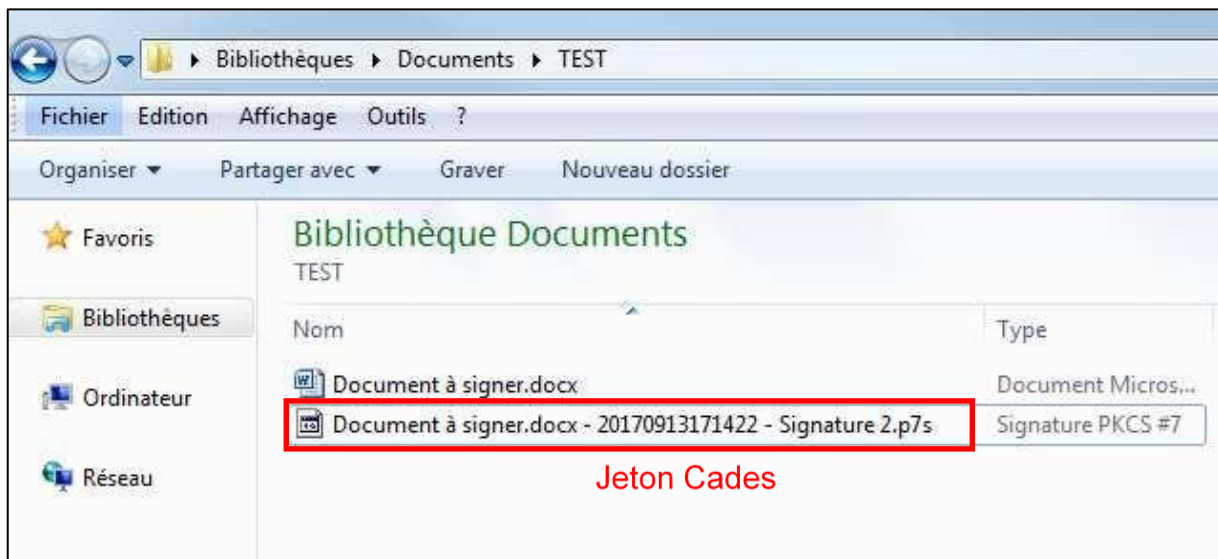 Bibliothèques Documents TEST
Fichier Edition Affichage Outils ?
Organiser Partager avec Graver Nouveau dossier
Favoris
Bibliothèques
Ordinateur
Réseau
Bibliothèque Documents
TEST
Nom Type
Document à signer.docx Document Micros...
Document à signer.docx - 20170913171422 - Signature 2.p7s Signature PKCS #7
Jeton Cades